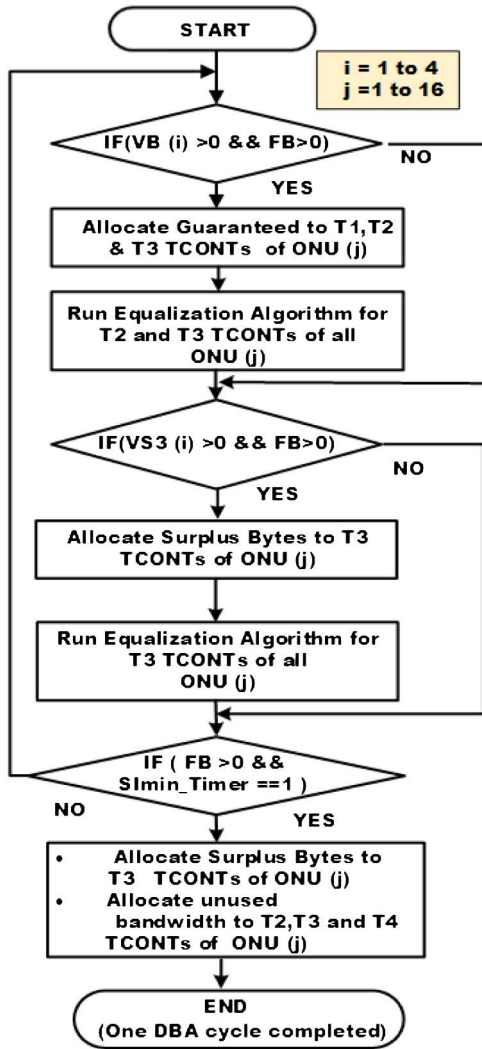 START
i = 1 to 4
j =1 to 16
IF(VB (i) >0 && FB>0)
NO
YES
Allocate Guaranteed to T1,T2
& T3 TCONTs of ONU (j)
Run Equalization Algorithm for
T2 and T3 TCONTs of all
ONU (j)
IF(VS3 (i) >0 && FB>0)
NO
YES
Allocate Surplus Bytes to T3
TCONTs of ONU (j)
Run Equalization Algorithm for
T3 TCONTs of all
ONU (j)
IF ( FB >0 &&
SImin_Timer ==1 )
NO
YES
• Allocate Surplus Bytes to
T3 TCONTs of ONU (j)
• Allocate unused
bandwidth to T2,T3 and T4
TCONTs of ONU (j)
END
(One DBA cycle completed)